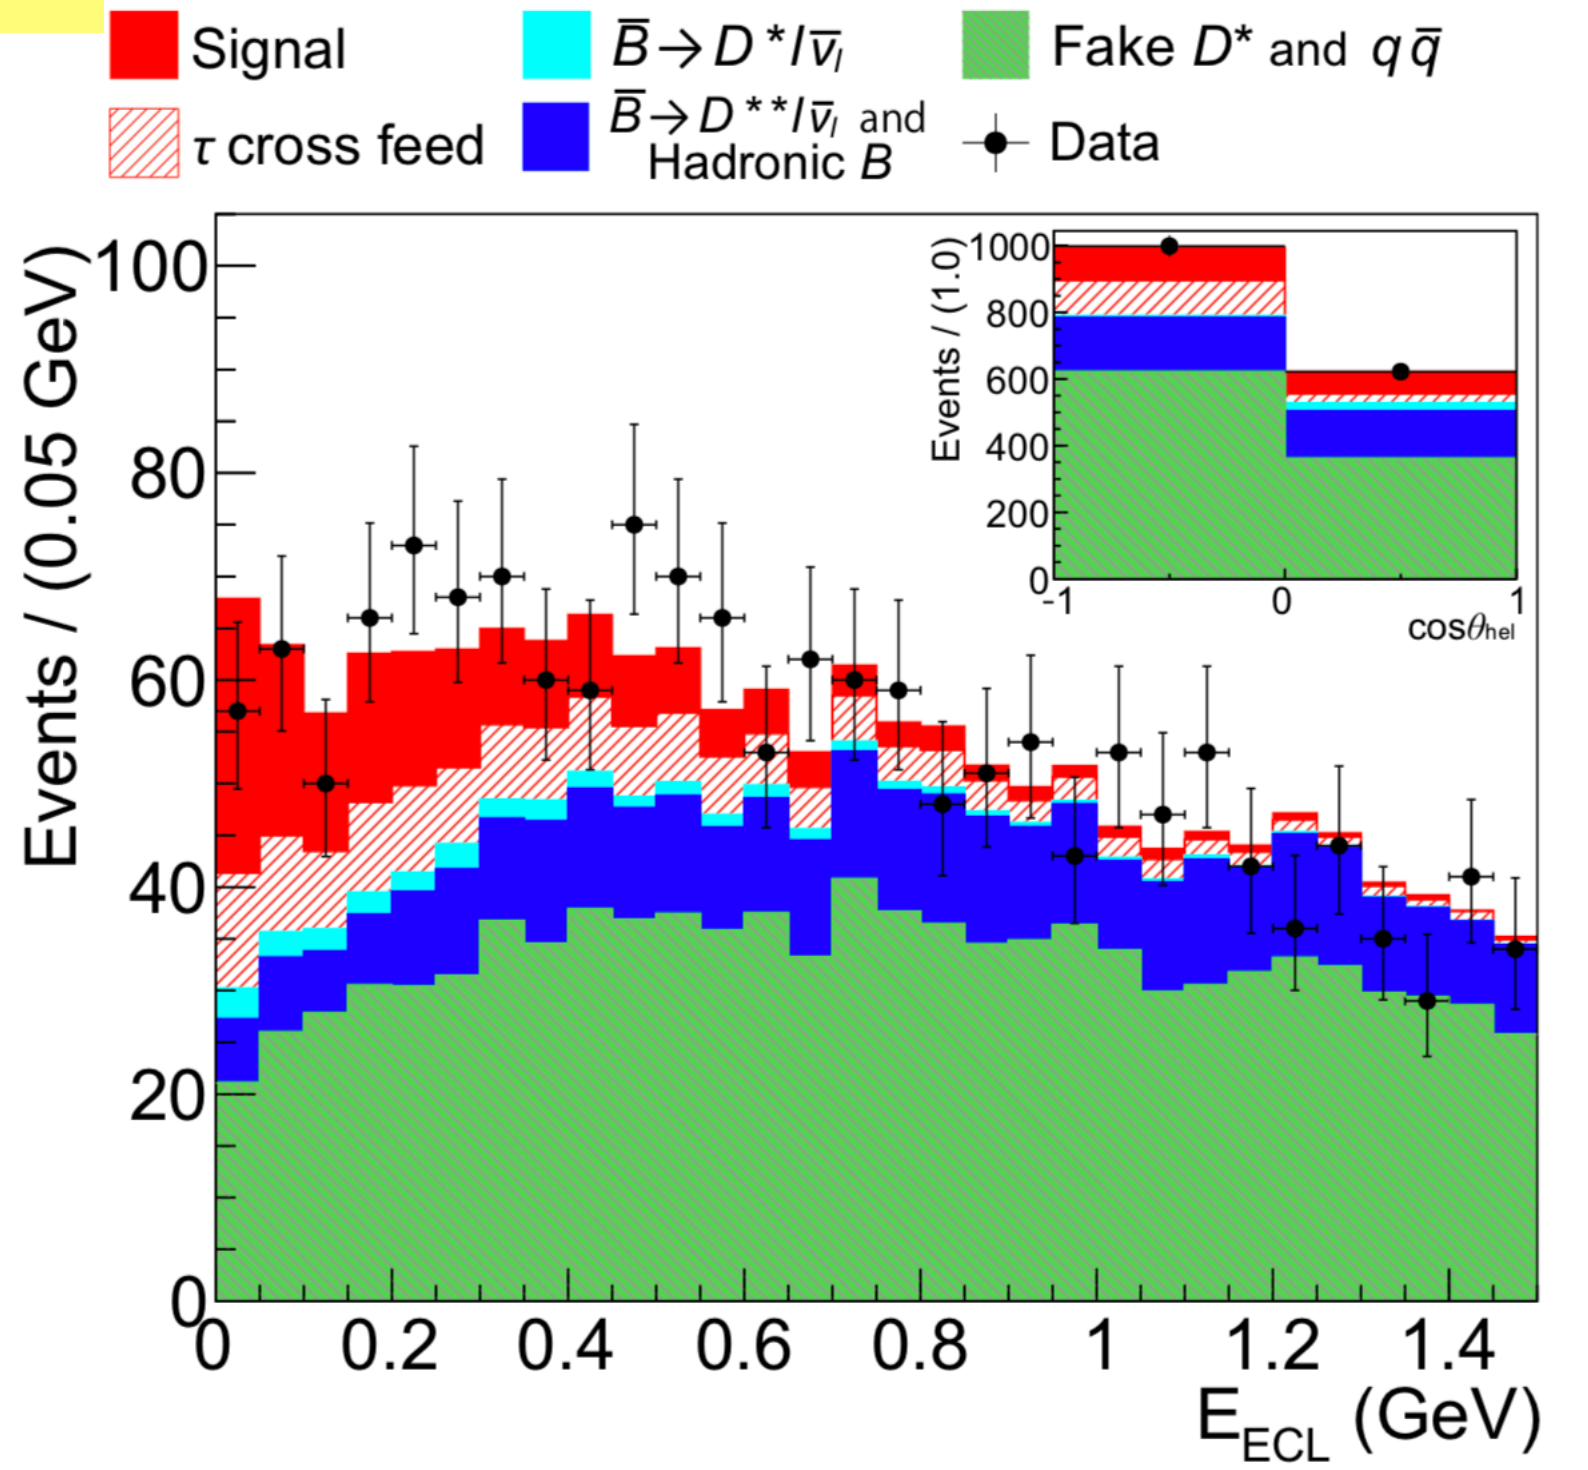 Signal
B̄→D*lν̄l
Fake D* and q q̄
τ cross feed
B̄→D**lν̄l and
Hadronic B
Data
Events / (0.05 GeV)
100
80
60
40
20
0
0 0.2 0.4 0.6 0.8 1 1.2 1.4
E_ECL (GeV)
Events / (1.0)
1000
800
600
400
200
0
-1 0 1
cosθhel